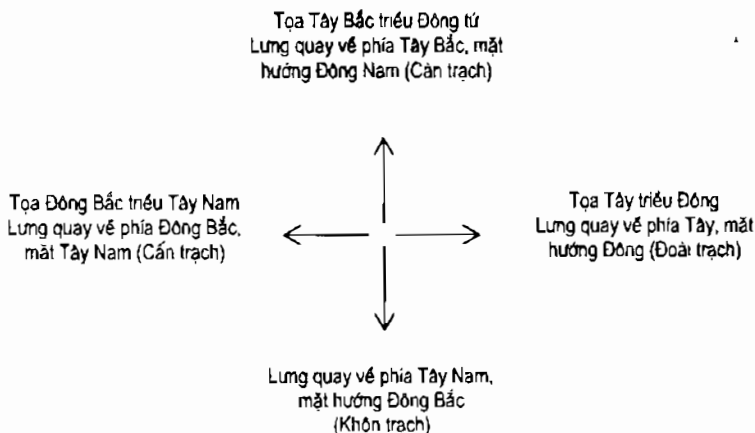 Tọa Tây Bắc triều Đông tứ
Lưng quay về phía Tây Bắc, mặt
hướng Đông Nam (Càn trạch)
Tọa Đông Bắc triều Tây Nam
Lưng quay về phía Đông Bắc,
mặt Tây Nam (Cấn trạch)
Tọa Tây triều Đông
Lưng quay về phía Tây, mặt
hướng Đông (Đoài trạch)
Lưng quay về phía Tây Nam,
mặt hướng Đông Bắc
(Khôn trạch)